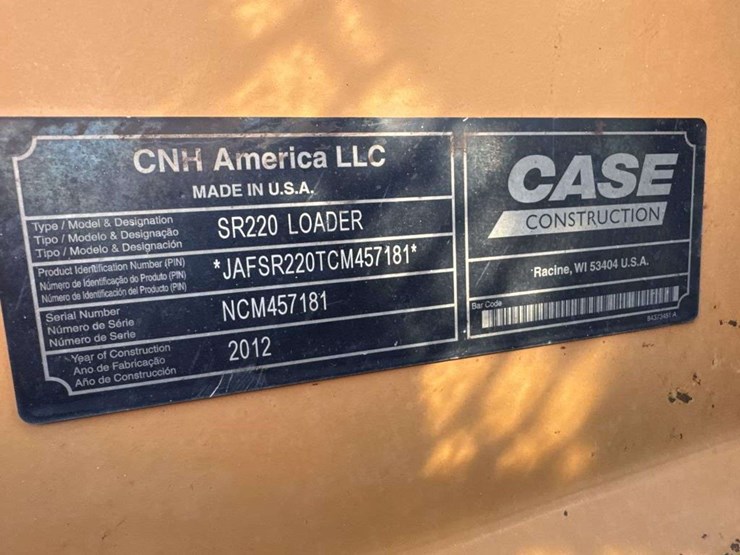 CNH America LLC
MADE IN U.S.A.
Type / Model & Designation
Tipo / Modelo & Designação
Tipo / Modelo & Designación
SR220 LOADER
Product Identification Number (PIN)
Número de Identificação do Produto (PIN)
Número de Identificación del Producto (PIN)
*JAFSR220TCM457181*
Serial Number
Número de Série
Número de Serie
NCM457181
Year of Construction
Ano de Fabricação
Año de Construcción
2012
CASE
CONSTRUCTION
Racine, WI 53404 U.S.A.
Bar Code